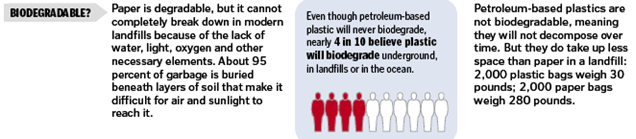 BIODEGRADABLE?
Paper is degradable, but it cannot
completely break down in modern
landfills because of the lack of
water, light, oxygen and other
necessary elements. About 95
percent of garbage is buried
beneath layers of soil that make it
difficult for air and sunlight to
reach it.
Even though petroleum-based
plastic will never biodegrade,
nearly 4 in 10 believe plastic
will biodegrade underground,
in landfills or in the ocean.
Petroleum-based plastics are
not biodegradable, meaning
they will not decompose over
time. But they do take up less
space than paper in a landfill:
2,000 plastic bags weigh 30
pounds; 2,000 paper bags
weigh 280 pounds.